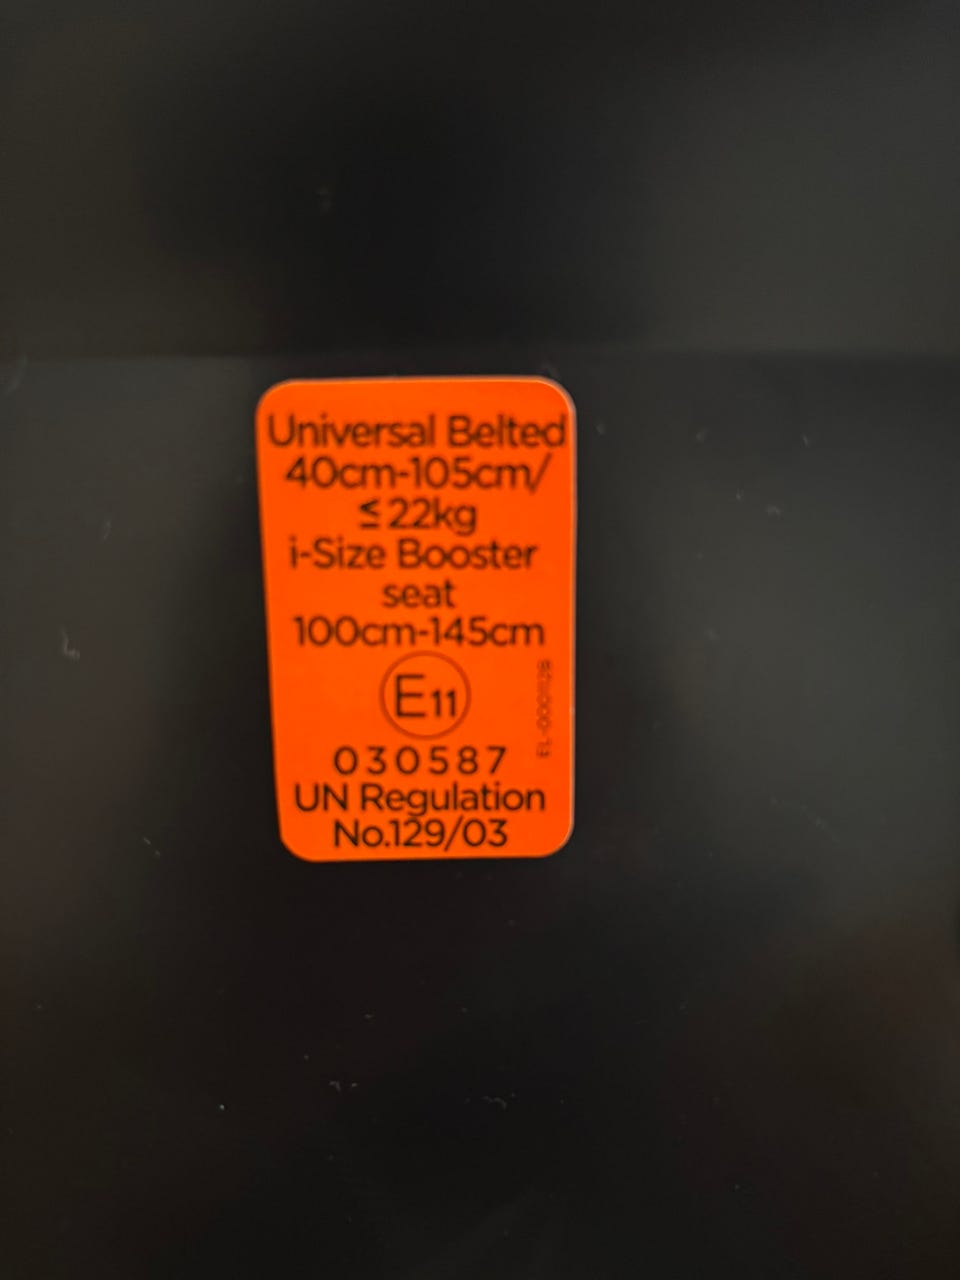 Universal Belted
40cm-105cm/
≤22kg
i-Size Booster
seat
100cm-145cm
E11
030587
UN Regulation
No.129/03